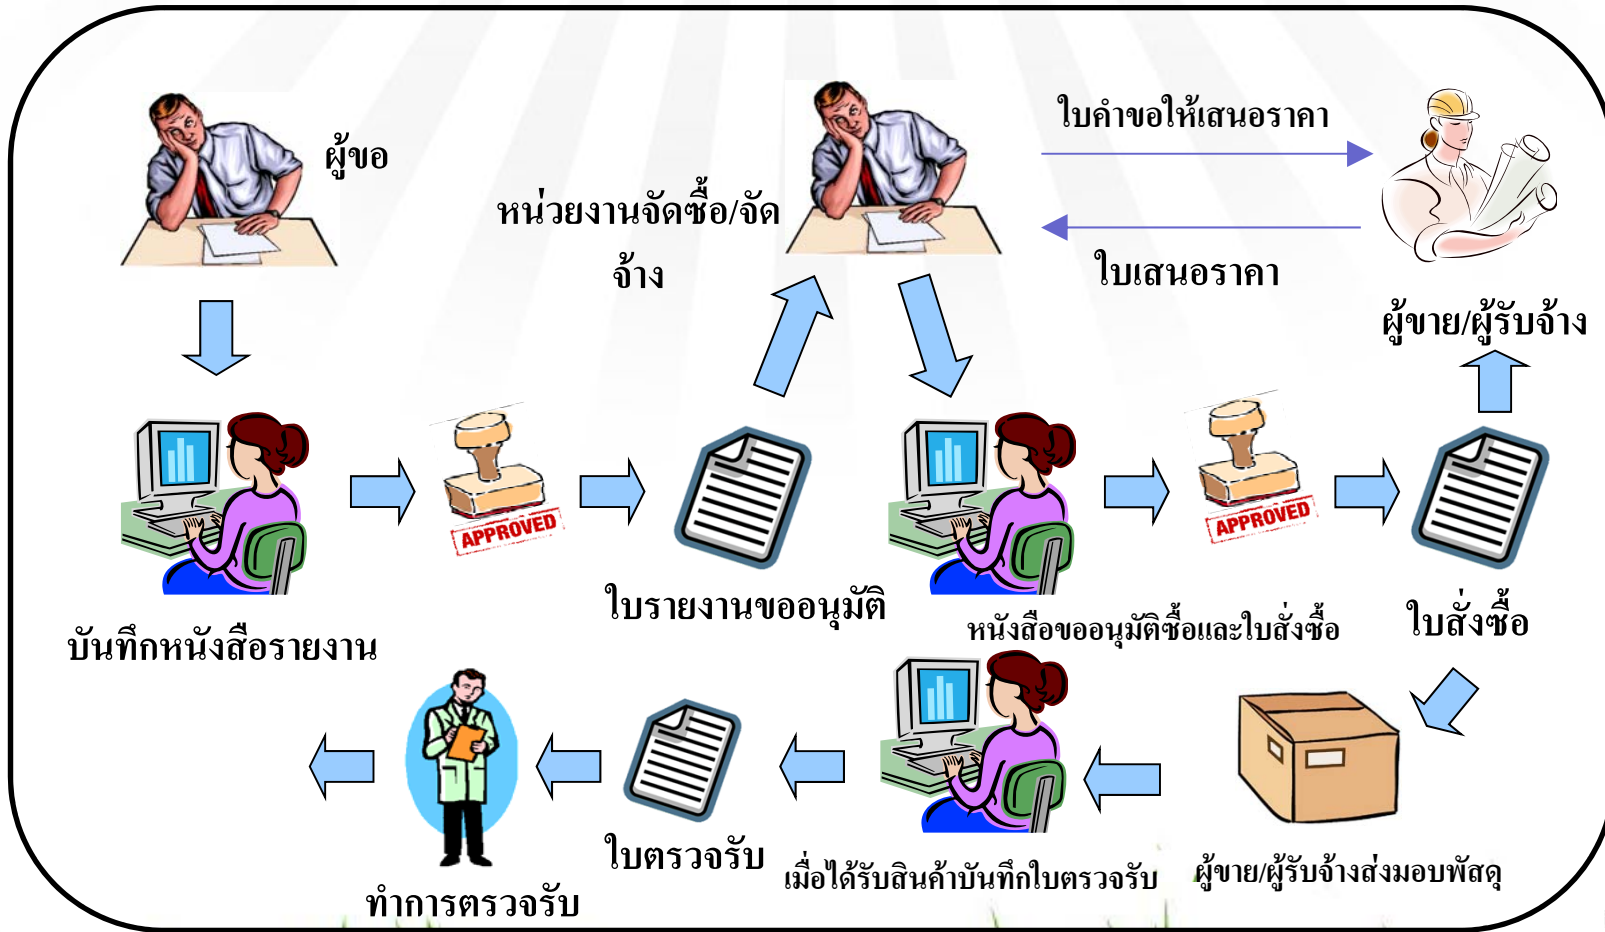 ผู้ขอ
หน่วยงานจัดซื้อ/จัด
จ้าง
ใบคำขอให้เสนอราคา
ใบเสนอราคา
ผู้ขาย/ผู้รับจ้าง
APPROVED
APPROVED
บันทึกหนังสือรายงาน
ใบรายงานขออนุมัติ
หนังสือขออนุมัติซื้อและใบสั่งซื้อ
ใบสั่งซื้อ
ทำการตรวจรับ
ใบตรวจรับ
เมื่อได้รับสินค้าบันทึกใบตรวจรับ
ผู้ขาย/ผู้รับจ้างส่งมอบพัสดุ